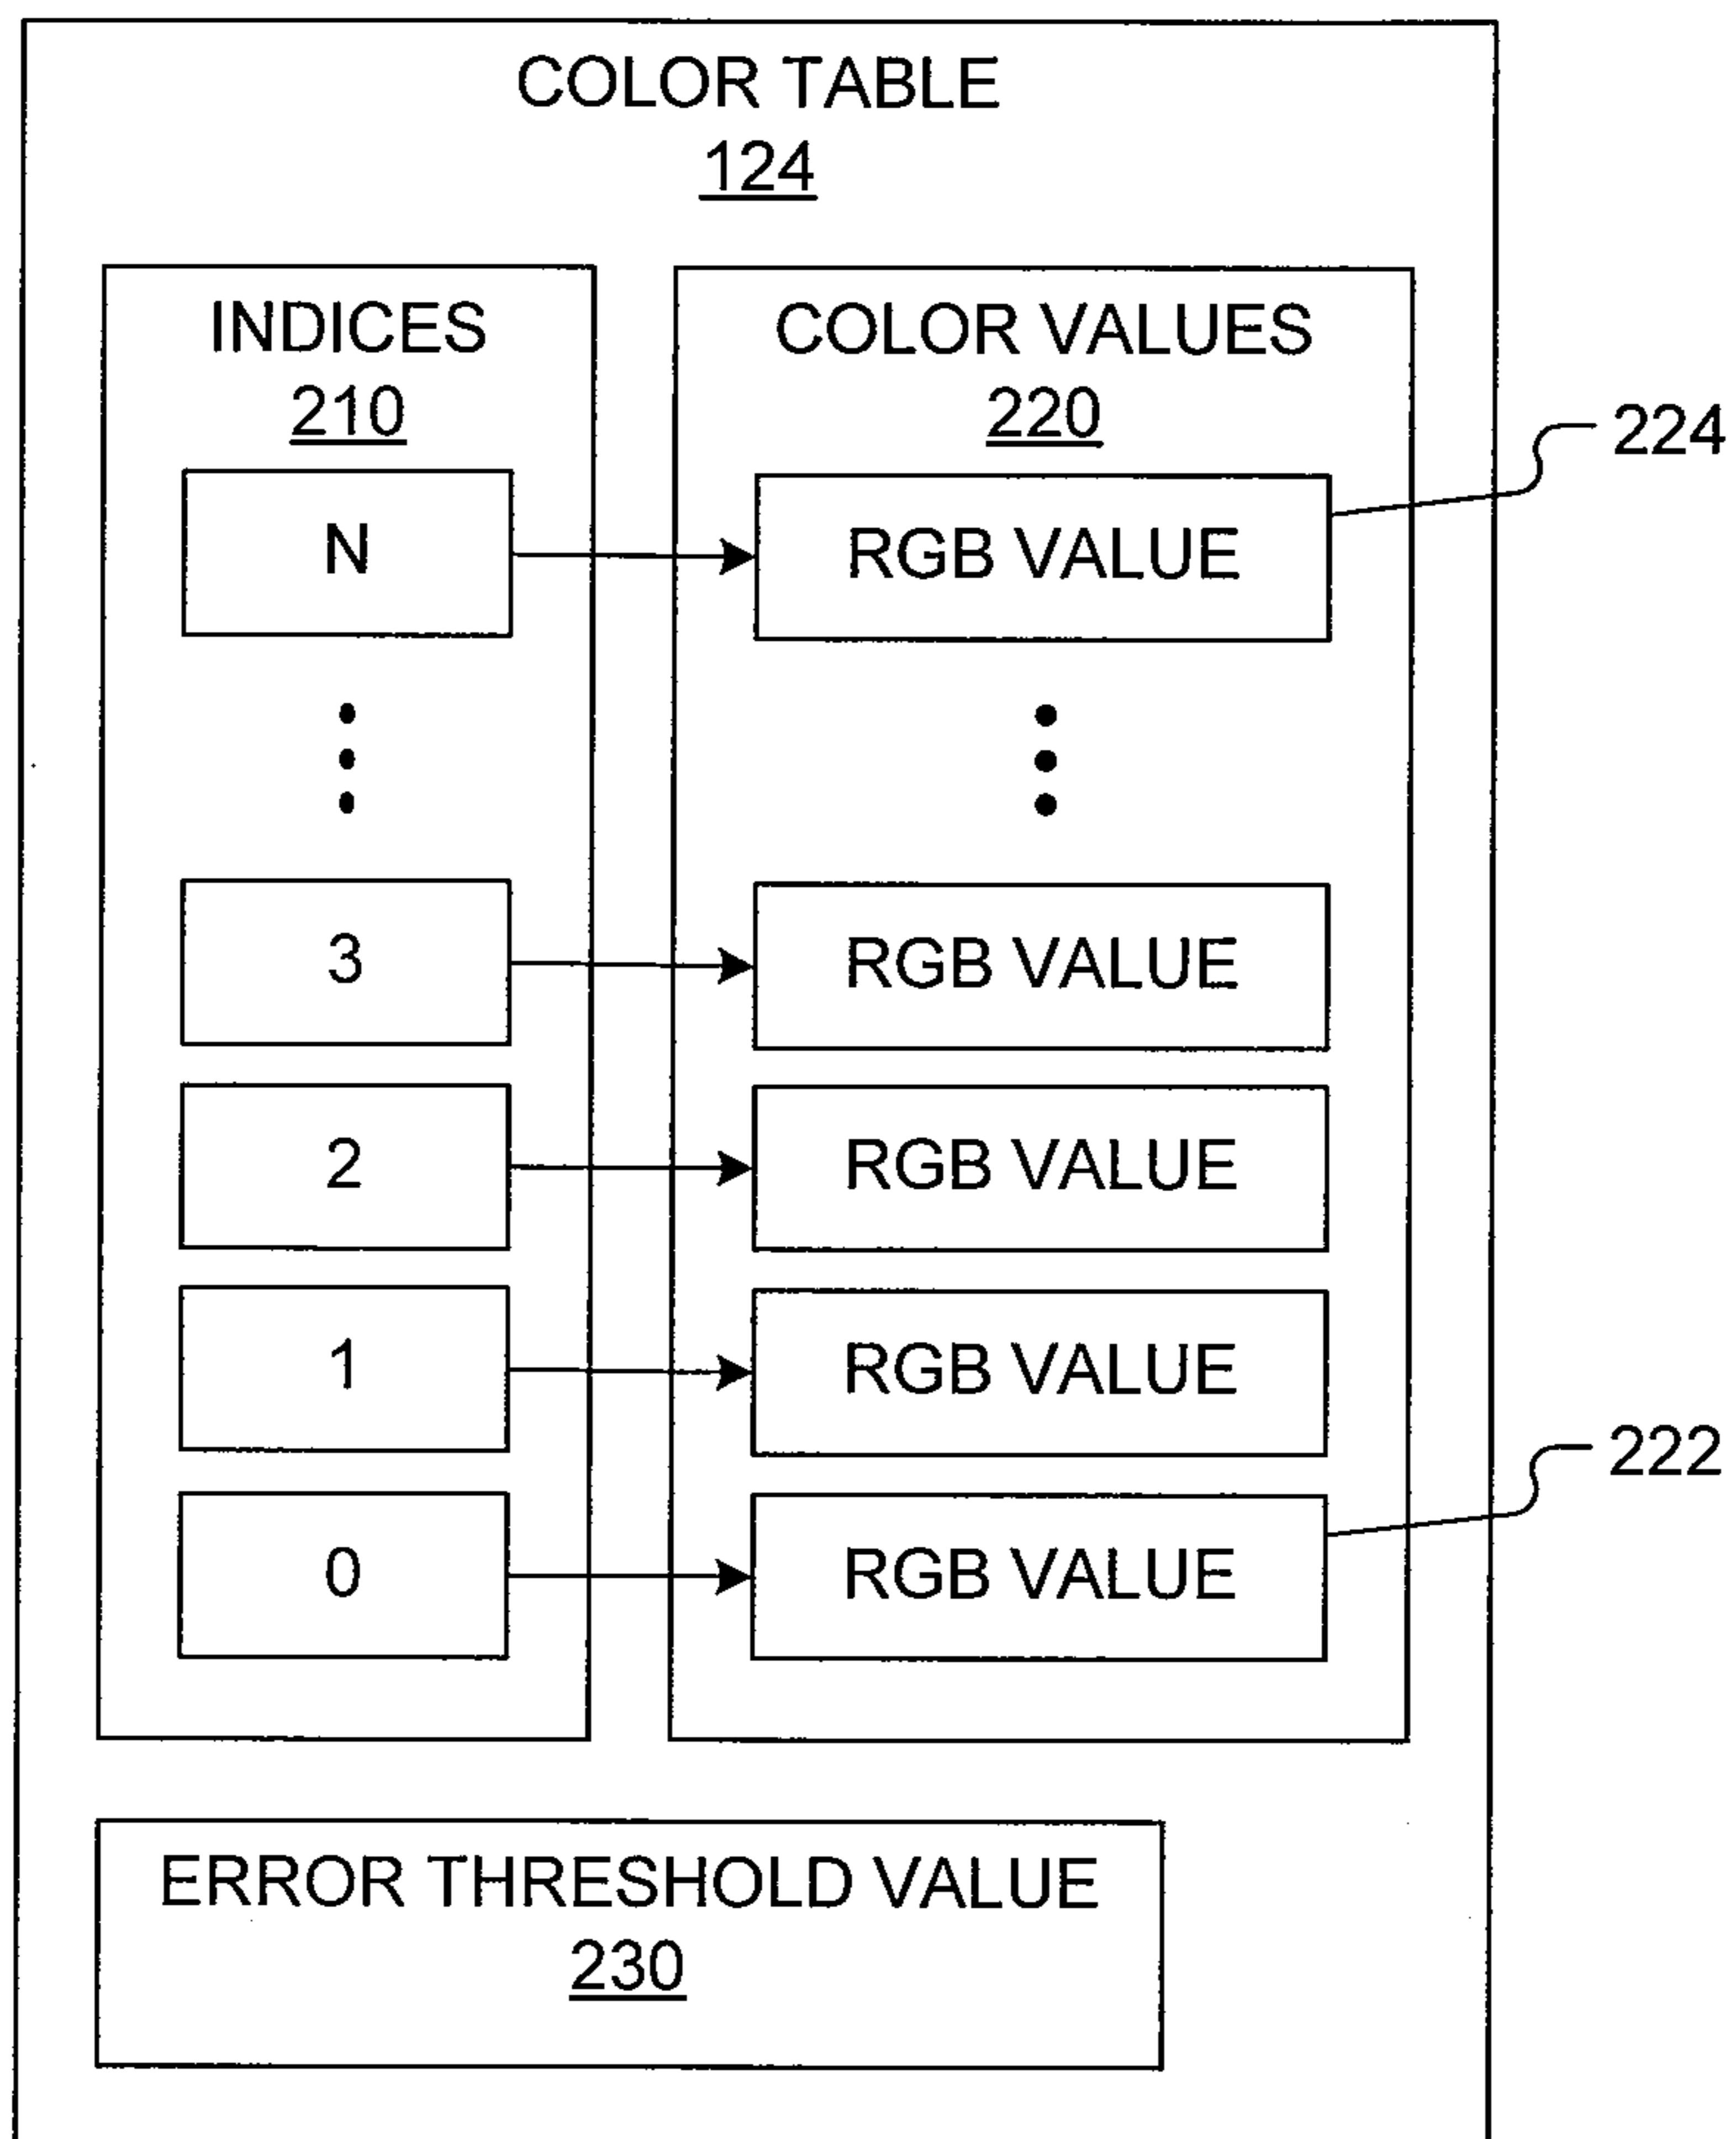 COLOR TABLE
124
INDICES
210
COLOR VALUES
220
224
N
RGB VALUE
3
RGB VALUE
2
RGB VALUE
1
RGB VALUE
222
0
RGB VALUE
ERROR THRESHOLD VALUE
230